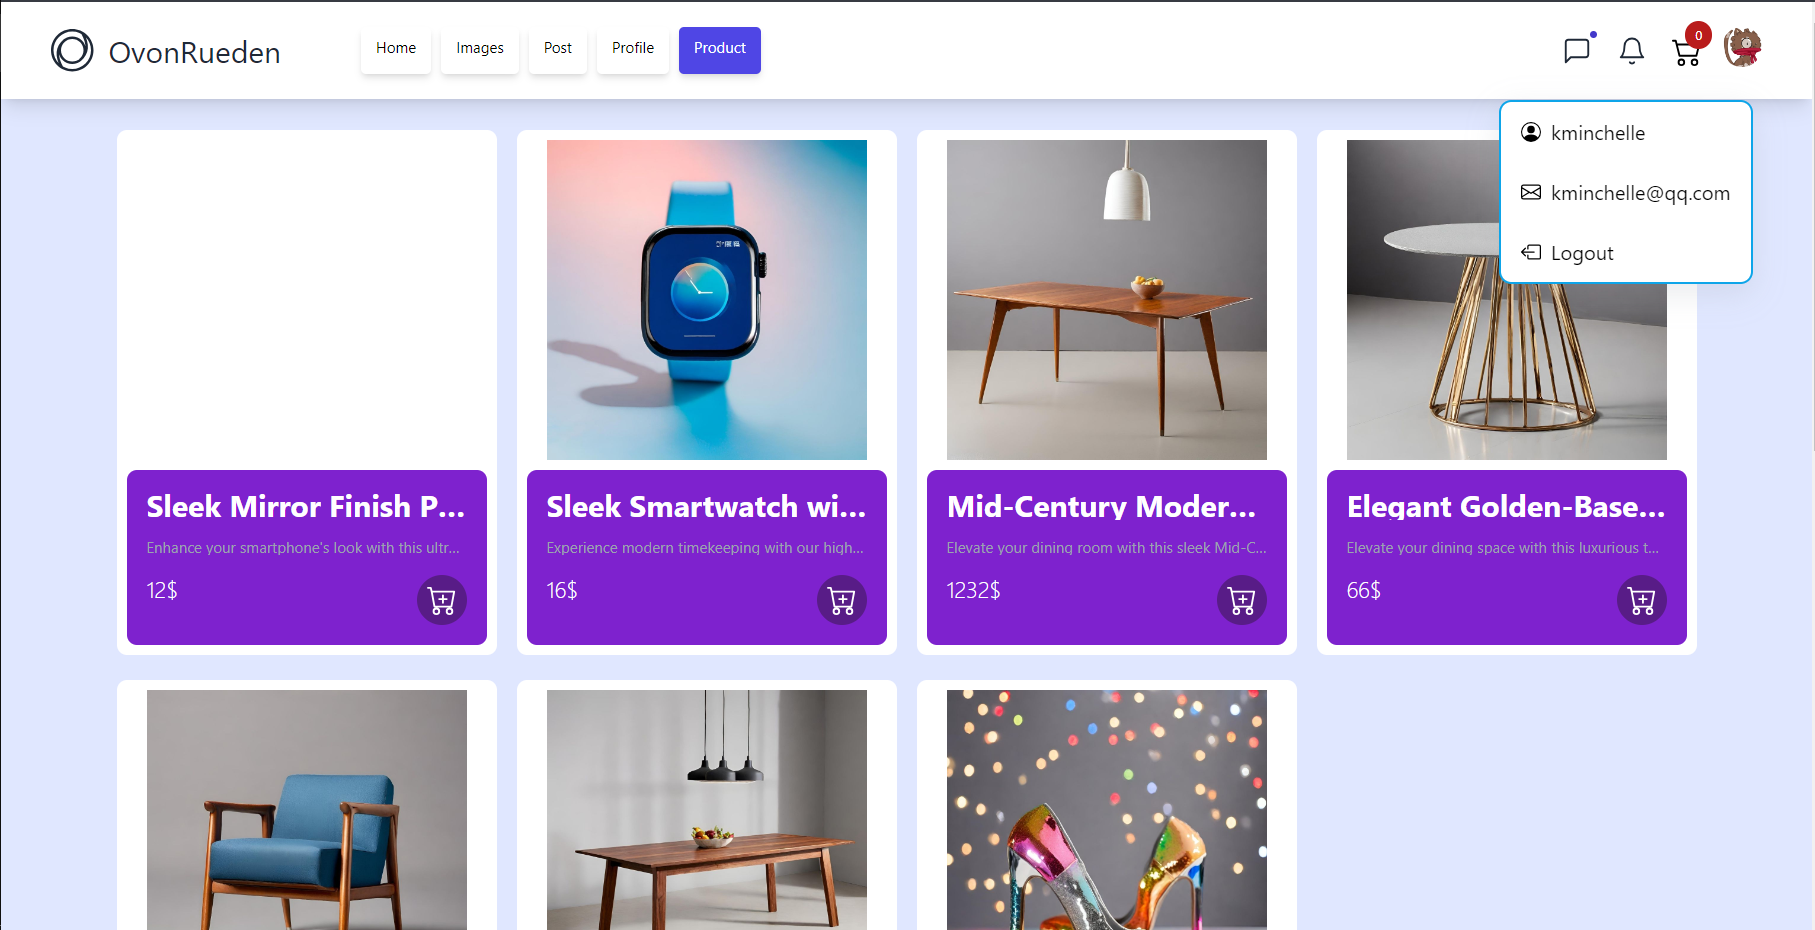 OvonRueden
Home
Images
Post
Profile
Product
0
kminchelle
kminchelle@qq.com
Logout
Sleek Mirror Finish P...
Enhance your smartphone's look with this ultr...
12$
Sleek Smartwatch wi...
Experience modern timekeeping with our high...
16$
Mid-Century Moder...
Elevate your dining room with this sleek Mid-C...
1232$
Elegant Golden-Base...
Elevate your dining space with this luxurious t...
66$